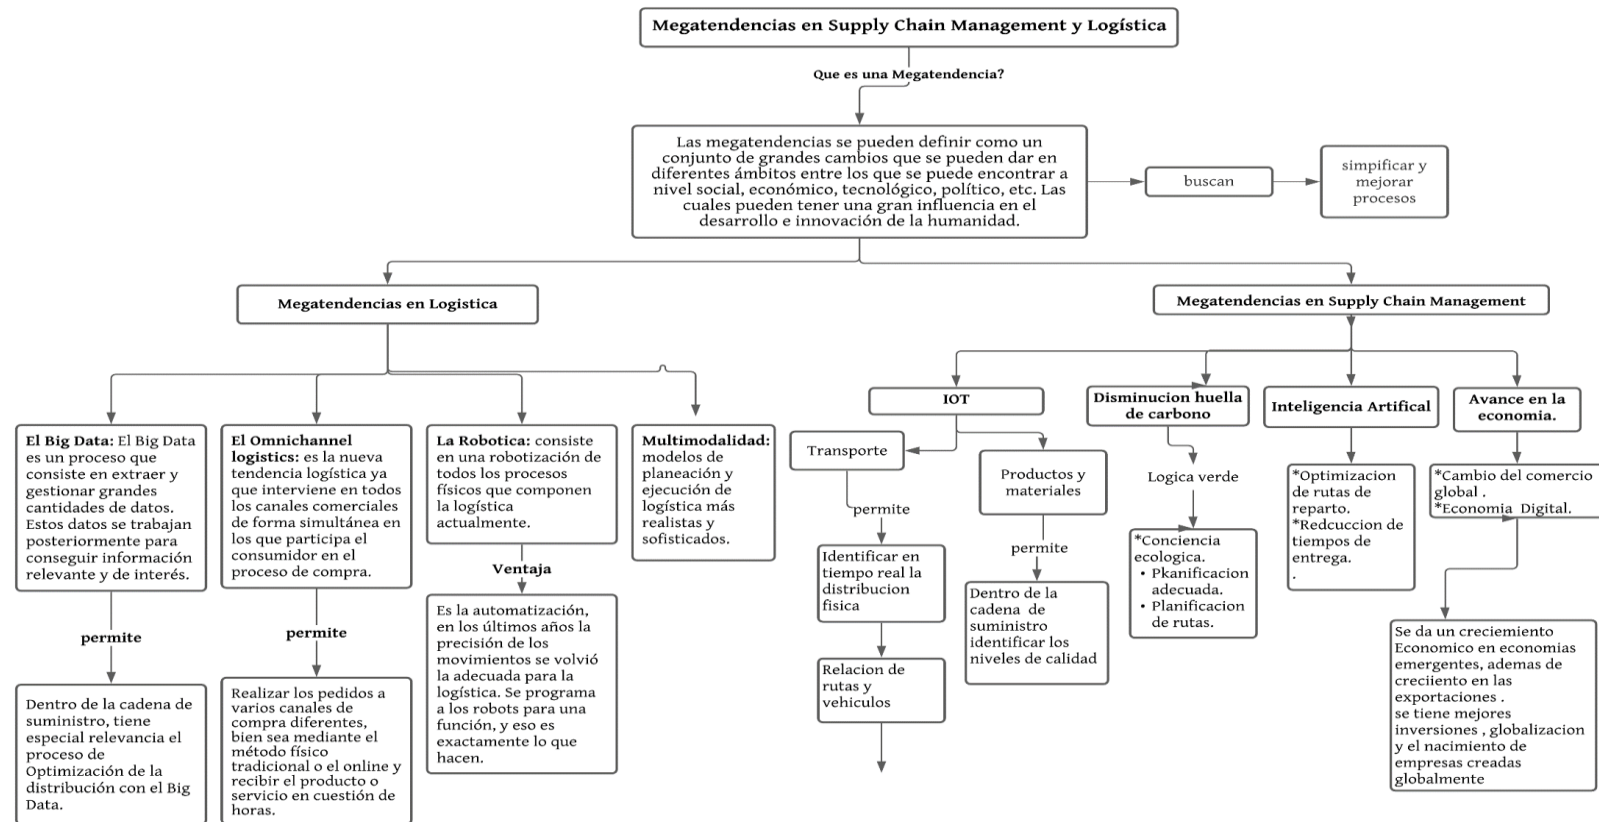 Megatendencias en Supply Chain Management y Logística
Que es una Megatendencia?
Las megatendencias se pueden definir como un
conjunto de grandes cambios que se pueden dar en
diferentes ámbitos entre los que se puede encontrar a
nivel social, económico, tecnológico, político, etc. Las
cuales pueden tener una gran influencia en el
desarrollo e innovación de la humanidad.
buscan
simpificar y
mejorar
procesos
Megatendencias en Logistica
El Big Data: El Big Data
es un proceso que
consiste en extraer y
gestionar grandes
cantidades de datos.
Estos datos se trabajan
posteriormente para
conseguir información
relevante y de interés.
permite
Dentro de la cadena de
suministro, tiene
especial relevancia el
proceso de
Optimización de la
distribución con el Big
Data.
El Omnichannel
logistics: es la nueva
tendencia logística ya
que interviene en todos
los canales comerciales
de forma simultánea en
los que participa el
consumidor en el
proceso de compra.
permite
Realizar los pedidos a
varios canales de
compra diferentes,
bien sea mediante el
método físico
tradicional o el online y
recibir el producto o
servicio en cuestión de
horas.
La Robotica: consiste
en una robotización de
todos los procesos
físicos que componen
la logística
actualmente.
Ventaja
Es la automatización,
en los últimos años la
precisión de los
movimientos se volvió
la adecuada para la
logística. Se programa
a los robots para una
función, y eso es
exactamente lo que
hacen.
Multimodalidad:
modelos de
planeación y
ejecución de
logística más
realistas y
sofisticados.
Megatendencias en Supply Chain Management
IOT
Transporte
permite
Identificar en
tiempo real la
distribucion
fisica
Relacion de
rutas y
vehiculos
Productos y
materiales
permite
Dentro de la
cadena de
suministro
identificar los
niveles de calidad
Disminucion huella
de carbono
Logica verde
*Conciencia
ecologica.
• Pkanificacion
adecuada.
• Planificacion
de rutas.
Inteligencia Artifical
*Optimizacion
de rutas de
reparto.
*Redcuccion de
tiempos de
entrega.
.
Avance en la
economia.
*Cambio del comercio
global .
*Economia Digital.
Se da un creciemiento
Economico en economias
emergentes, ademas de
creciiento en las
exportaciones .
se tiene mejores
inversiones , globalizacion
y el nacimiento de
empresas creadas
globalmente